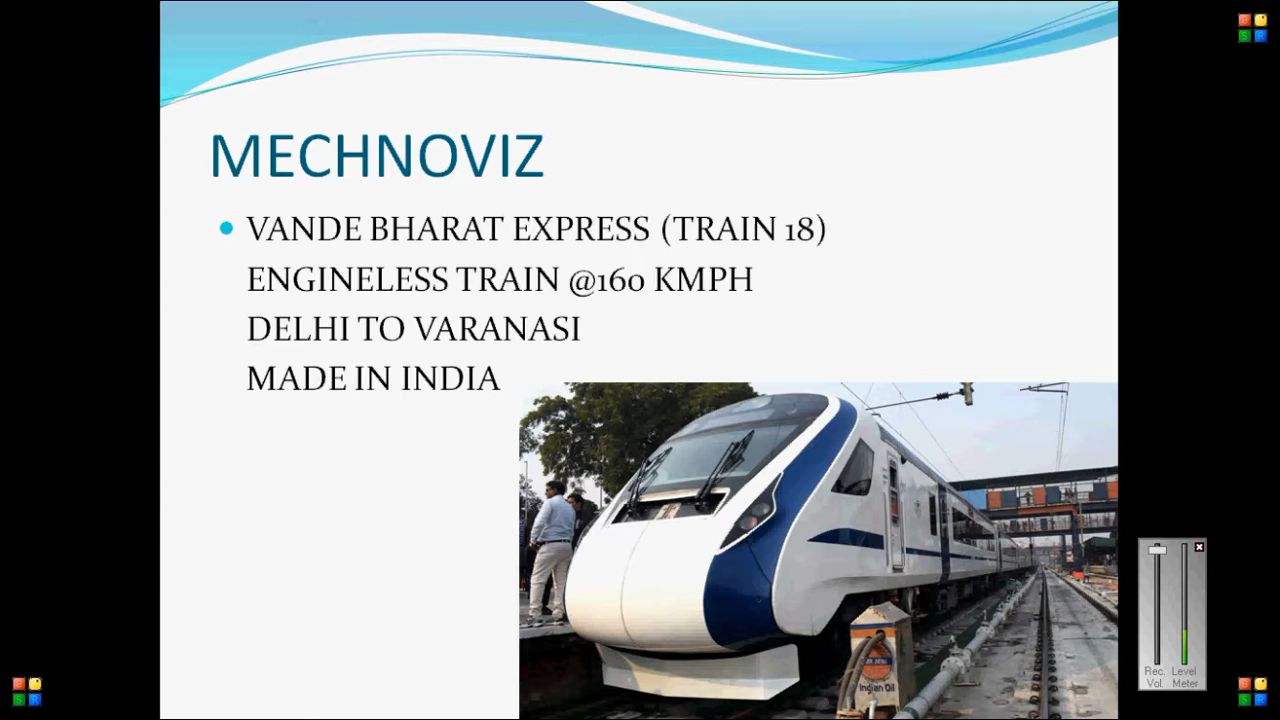 MECHNOVIZ
VANDE BHARAT EXPRESS (TRAIN 18)
ENGINELESS TRAIN @160 KMPH
DELHI TO VARANASI
MADE IN INDIA
Indian Oil
Rec. Level
Vol Meter